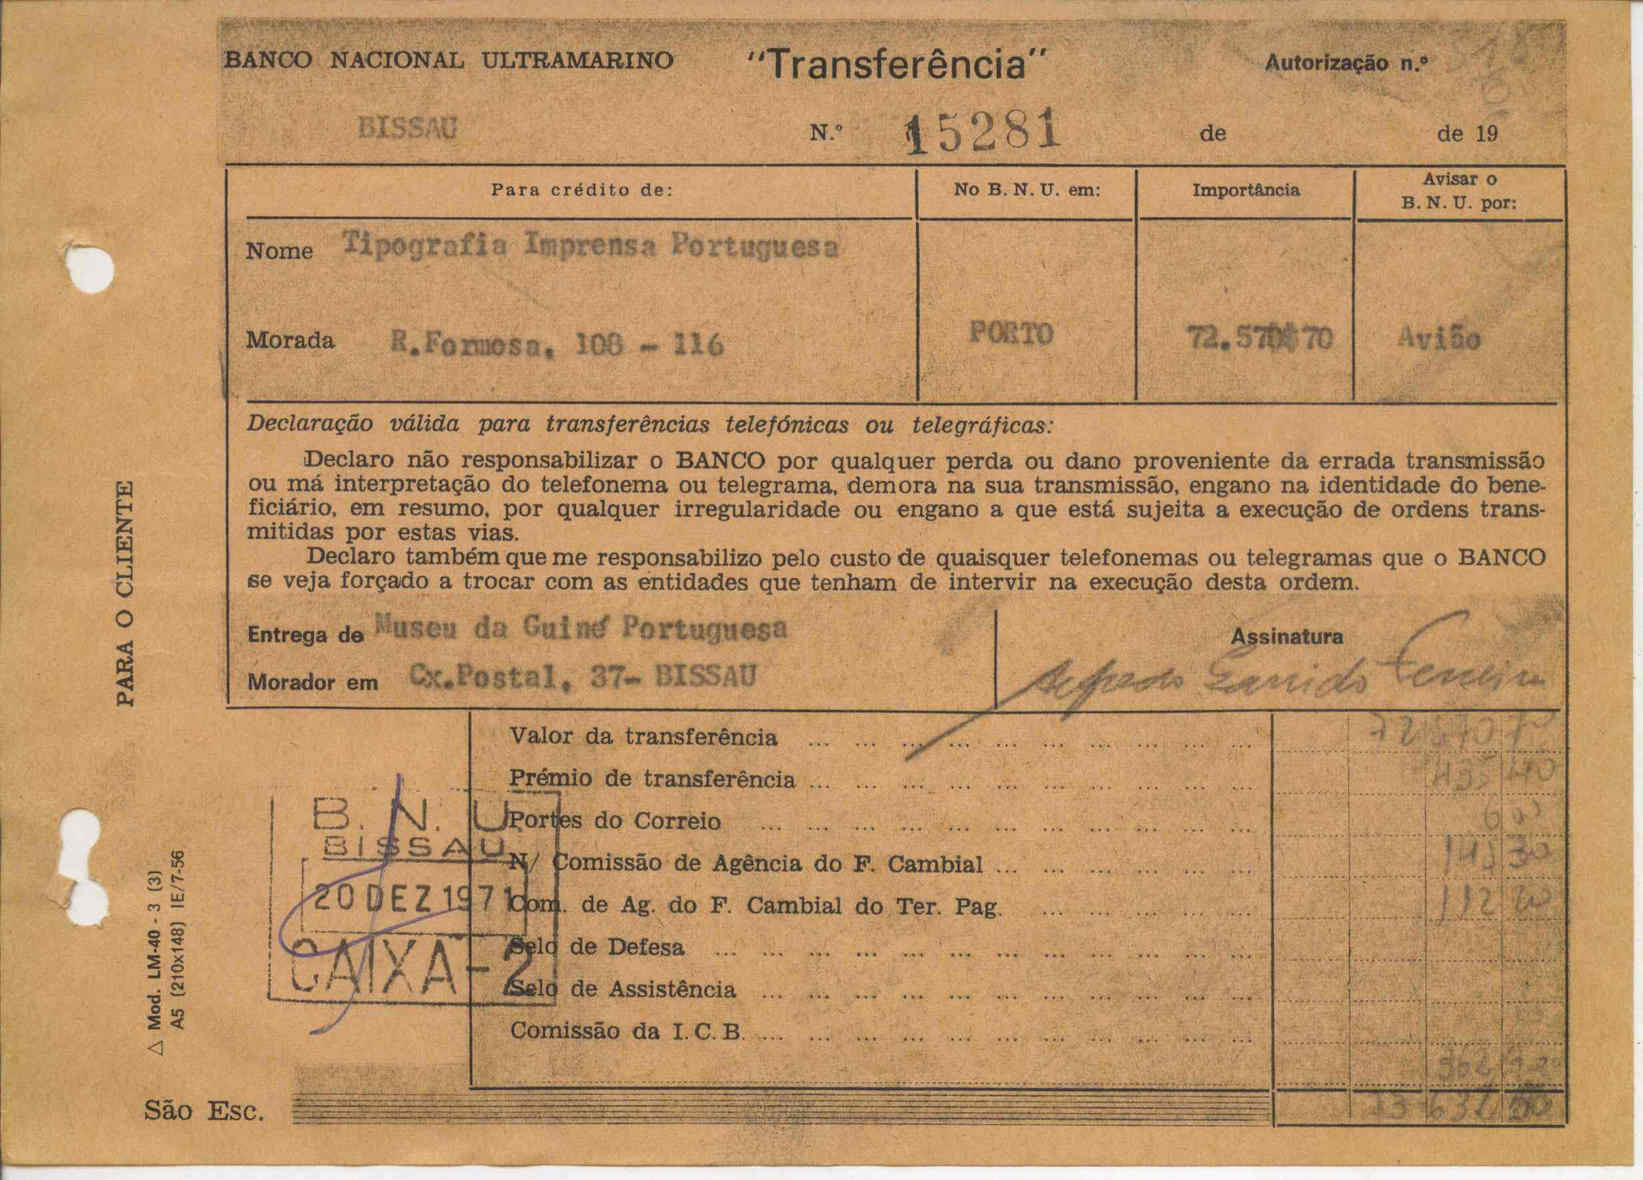 BANCO NACIONAL ULTRAMARINO "Transferência" Autorização n.º
BISSAU N.º 15281 de de 19
Para crédito de: No B. N. U. em: Importância Avisar o B. N. U. por:
Nome Tipografia Imprensa Portuguesa
Morada R.Formosa, 108 - 116 PORTO 72.570$70 Avião
Declaração válida para transferências telefónicas ou telegráficas:
Declaro não responsabilizar o BANCO por qualquer perda ou dano proveniente da errada transmissão
ou má interpretação do telefonema ou telegrama, demora na sua transmissão, engano na identidade do bene-
ficiário, em resumo, por qualquer irregularidade ou engano a que está sujeita a execução de ordens trans-
mitidas por estas vias.
Declaro também que me responsabilizo pelo custo de quaisquer telefonemas ou telegramas que o BANCO
se veja forçado a trocar com as entidades que tenham de intervir na execução desta ordem.
Entrega de Museu da Guiné Portuguesa Assinatura
Morador em Cx.Postal, 37- BISSAU Alfredo Garrido Ferreira
Valor da transferência
Prémio de transferência
Portes do Correio
N/ Comissão de Agência do F. Cambial
Com. de Ag. do F. Cambial do Ter. Pag. 112 20
Selo de Defesa
Selo de Assistência
Comissão da I. C. B.
São Esc.
B. N. U
BISSAU
20 DEZ 1971
CAIXA-2
PARA O CLIENTE
△ Mod. LM-40 - 3 (3)
A5 (210x148) IE/7-56